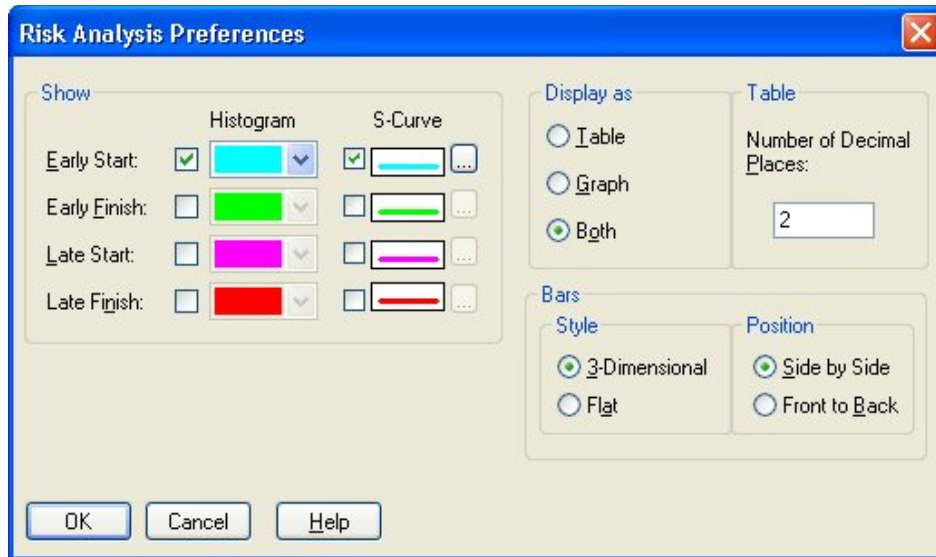 Risk Analysis Preferences
Show
Histogram S-Curve
Early Start:
...
Early Finish:
...
Late Start:
...
Late Finish:
...
Display as
Table
Graph
Both
Table
Number of Decimal
Places:
2
Bars
Style
3-Dimensional
Flat
Position
Side by Side
Front to Back
OK Cancel Help